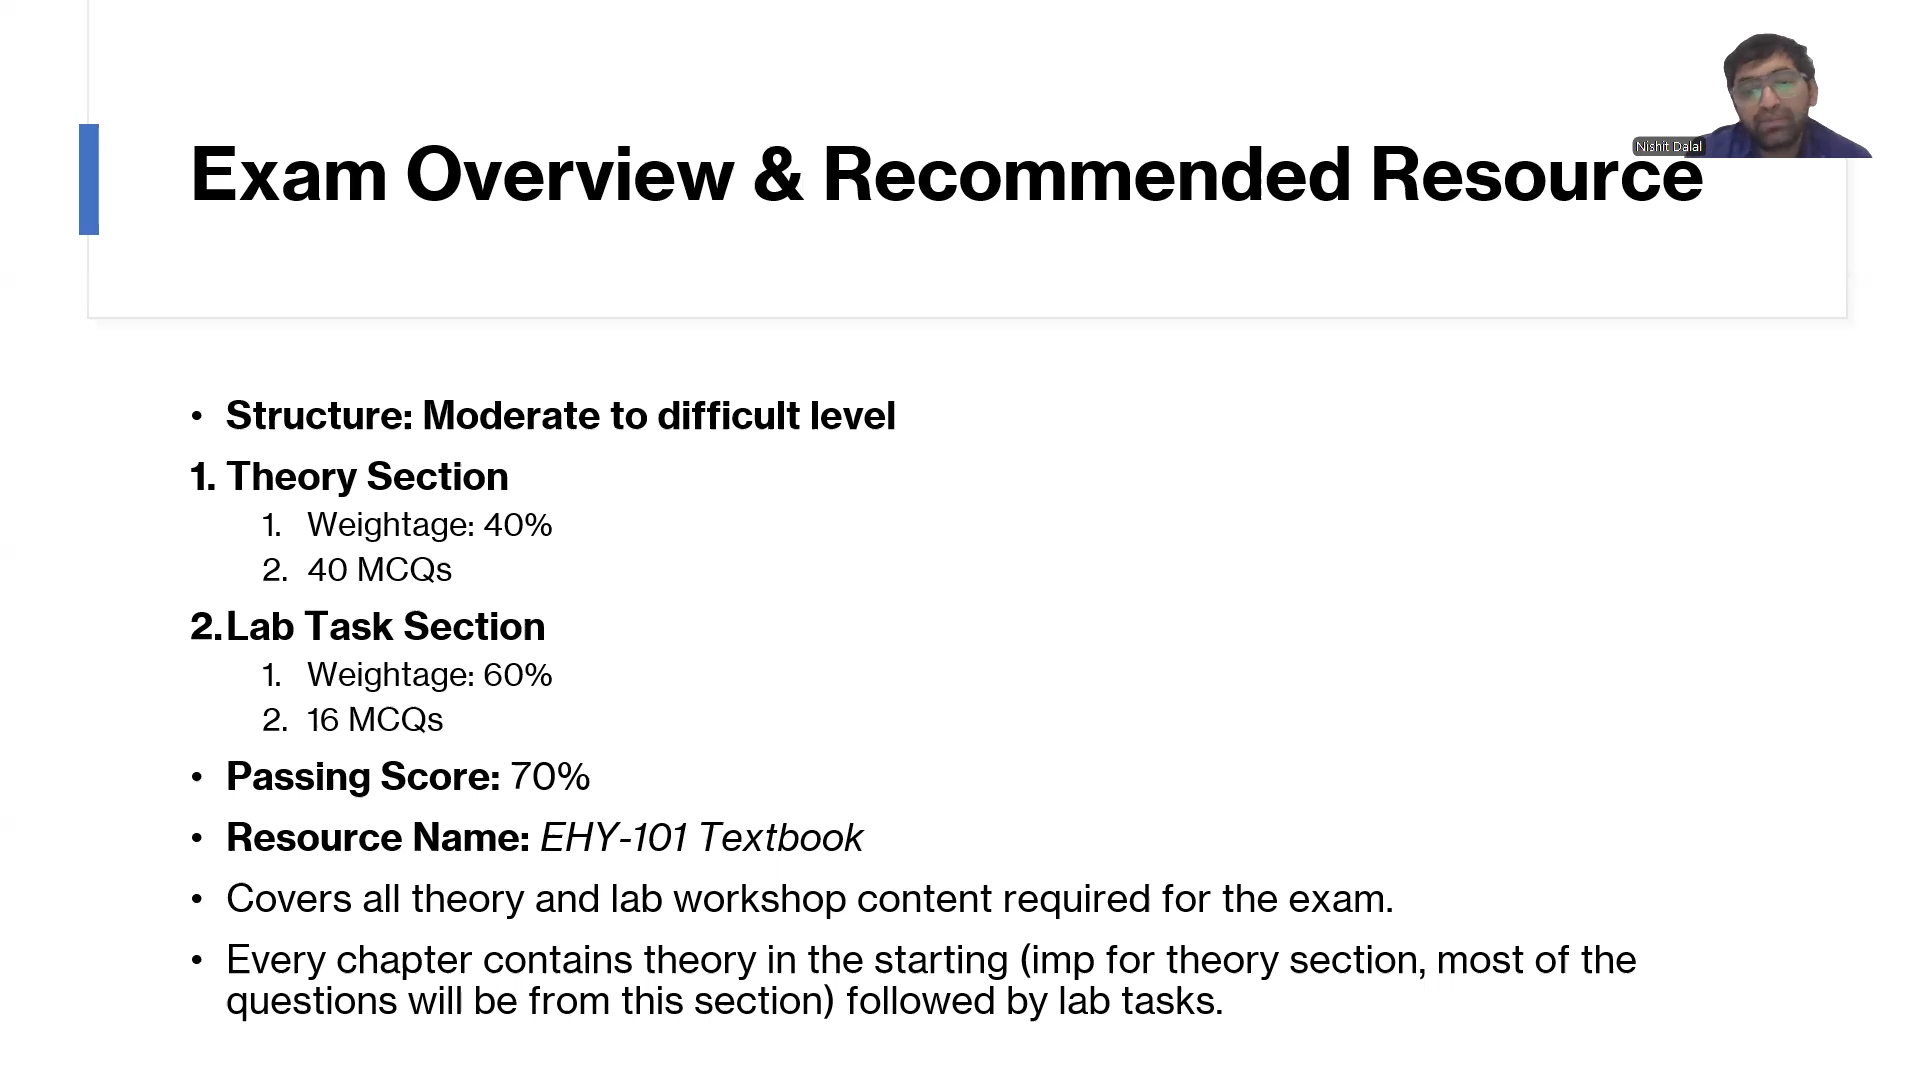 Nishit Dalal
Exam Overview & Recommended Resource
• Structure: Moderate to difficult level
1. Theory Section
1. Weightage: 40%
2. 40 MCQs
2. Lab Task Section
1. Weightage: 60%
2. 16 MCQs
• Passing Score: 70%
• Resource Name: EHY-101 Textbook
• Covers all theory and lab workshop content required for the exam.
• Every chapter contains theory in the starting (imp for theory section, most of the
questions will be from this section) followed by lab tasks.